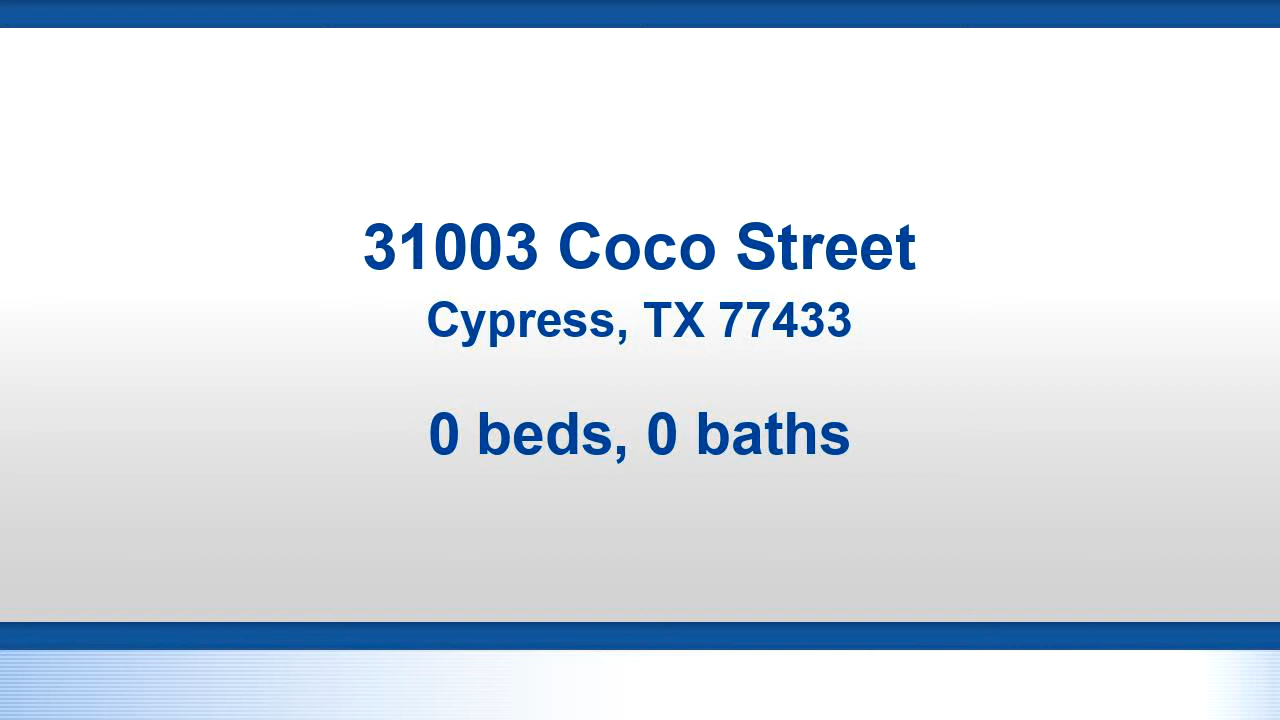 31003 Coco Street
Cypress, TX 77433
0 beds, 0 baths